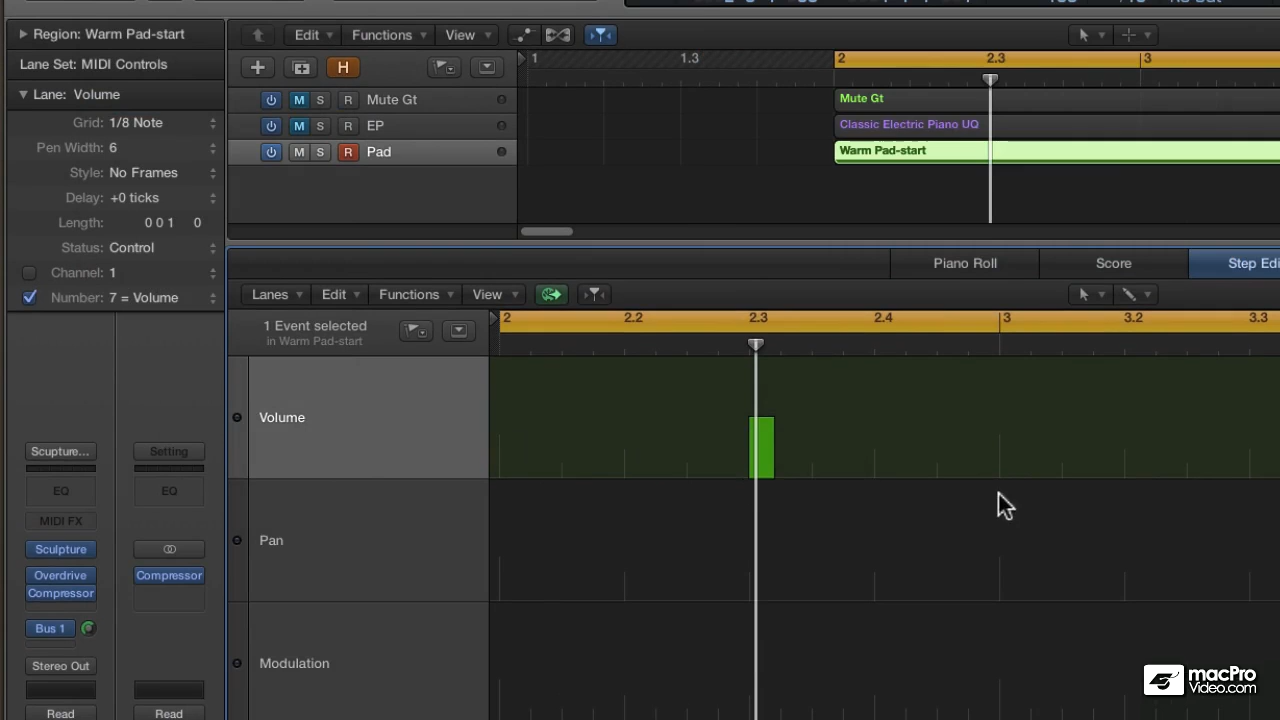 Region: Warm Pad-start
Edit Functions View
1 1.3 2 2.3 3
Lane Set: MIDI Controls
H
Lane: Volume
M S R Mute Gt
Mute Gt
Grid: 1/8 Note
M S R EP
Classic Electric Piano UQ
Pen Width: 6
M S R Pad
Warm Pad-start
Style: No Frames
Delay: +0 ticks
Length: 0 0 1 0
Status: Control
Channel: 1
Number: 7 = Volume
Piano Roll Score Step Edi
Lanes Edit Functions View
1 Event selected
in Warm Pad-start
2 2.2 2.3 2.4 3 3.2 3.3
Volume
Pan
Modulation
Scupture... Setting
EQ EQ
MIDI FX
Sculpture
Overdrive Compressor
Compressor
Bus 1
Stereo Out
Read Read
macPro
Video.com